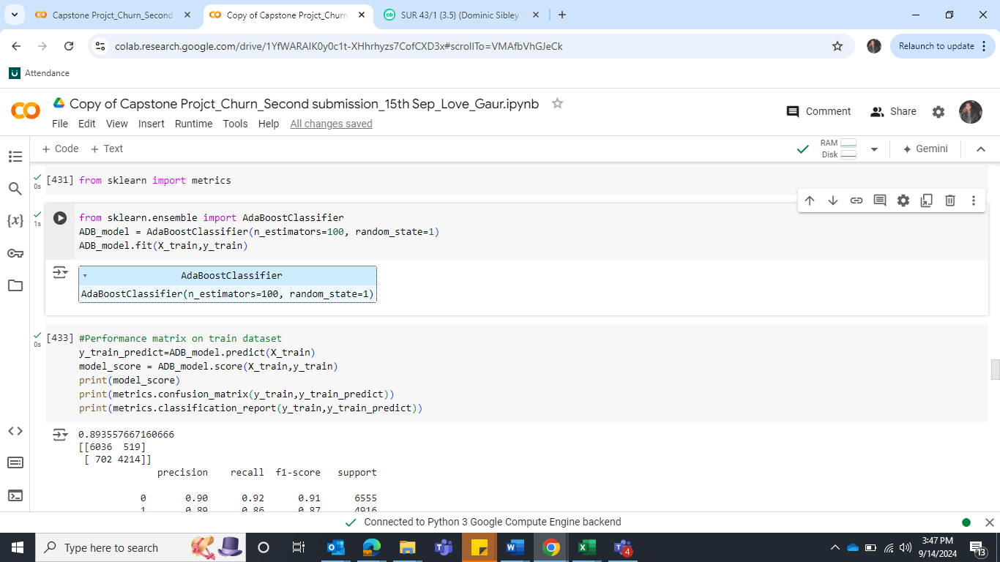 Capstone Projct_Churn_Second
Copy of Capstone Projct_Churn
SUR 43/1 (3.5) (Dominic Sibley
colab.research.google.com/drive/1YfWARAIK0y0c1t-XHhrhyzs7CofCXD3x#scrollTo=VMAfbVhGJeCk
Relaunch to update
Attendance
Copy of Capstone Projct_Churn_Second submission_15th Sep_Love_Gaur.ipynb
File Edit View Insert Runtime Tools Help All changes saved
Comment Share
+ Code + Text
RAM
Disk
Gemini
[431] from sklearn import metrics
0s
1s
from sklearn.ensemble import AdaBoostClassifier
ADB_model = AdaBoostClassifier(n_estimators=100, random_state=1)
ADB_model.fit(X_train,y_train)
AdaBoostClassifier
AdaBoostClassifier(n_estimators=100, random_state=1)
[433] #Performance matrix on train dataset
0s
y_train_predict=ADB_model.predict(X_train)
model_score = ADB_model.score(X_train,y_train)
print(model_score)
print(metrics.confusion_matrix(y_train,y_train_predict))
print(metrics.classification_report(y_train,y_train_predict))
0.893557667160666
[[6036 519]
[ 702 4214]]
precision recall f1-score support
0 0.90 0.92 0.91 6555
1 0.89 0.86 0.87 4916
Connected to Python 3 Google Compute Engine backend
Type here to search
4
3:47 PM
9/14/2024
13